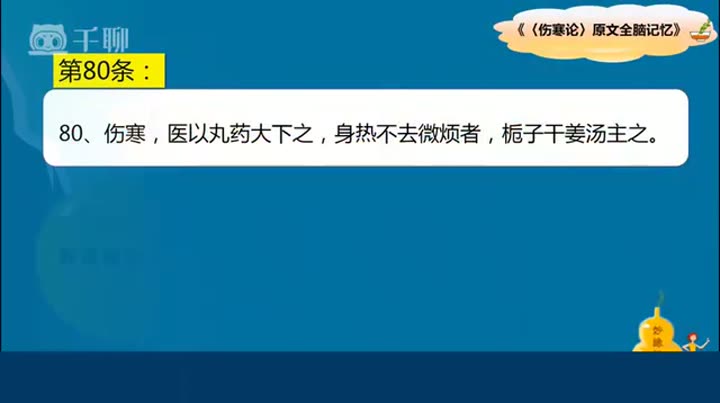 千聊
《〈伤寒论〉原文全脑记忆》
第80条：
80、伤寒，医以丸药大下之，身热不去微烦者，栀子干姜汤主之。